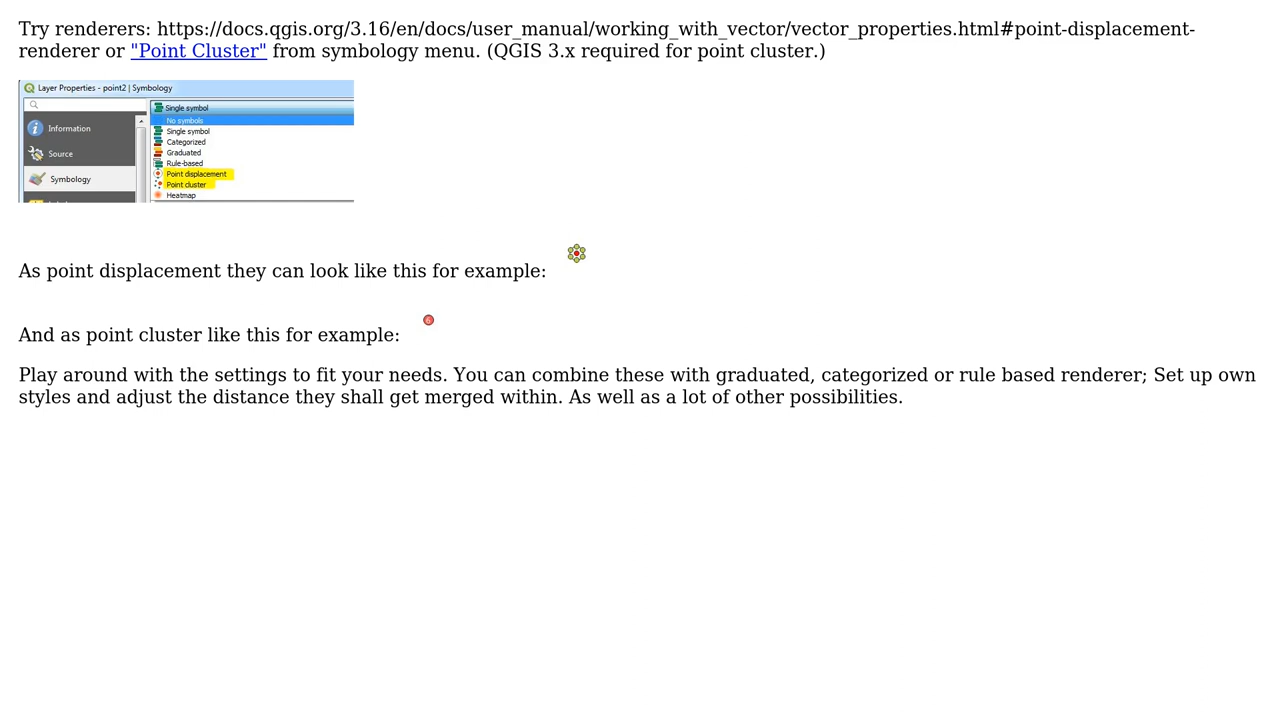 Try renderers: https://docs.qgis.org/3.16/en/docs/user_manual/working_with_vector/vector_properties.html#point-displacement-
renderer or "Point Cluster" from symbology menu. (QGIS 3.x required for point cluster.)
Layer Properties - point2 | Symbology
Information
Source
Symbology
Single symbol
No symbols
Single symbol
Categorized
Graduated
Rule-based
Point displacement
Point cluster
Heatmap
As point displacement they can look like this for example:
And as point cluster like this for example:
Play around with the settings to fit your needs. You can combine these with graduated, categorized or rule based renderer; Set up own
styles and adjust the distance they shall get merged within. As well as a lot of other possibilities.